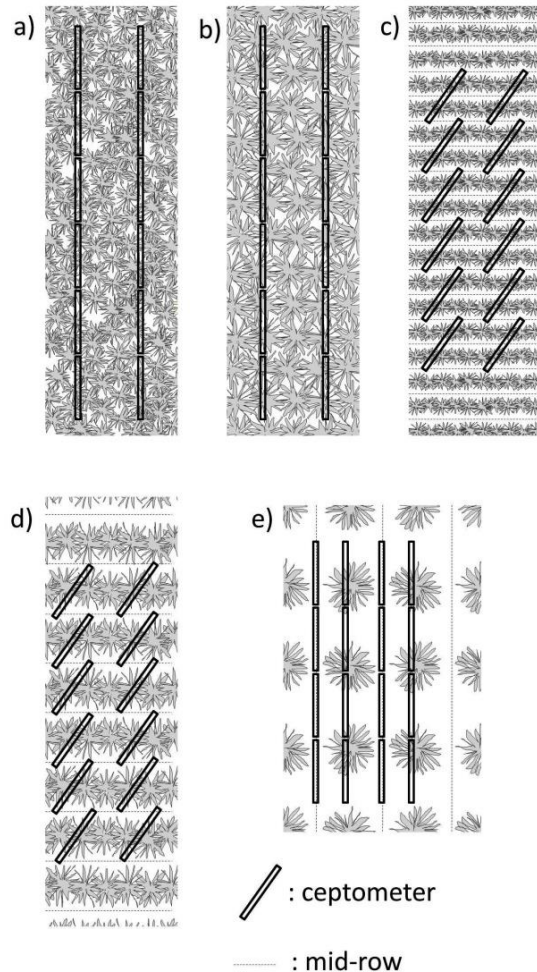 a)
b)
c)
d)
e)
: ceptometer
: mid-row